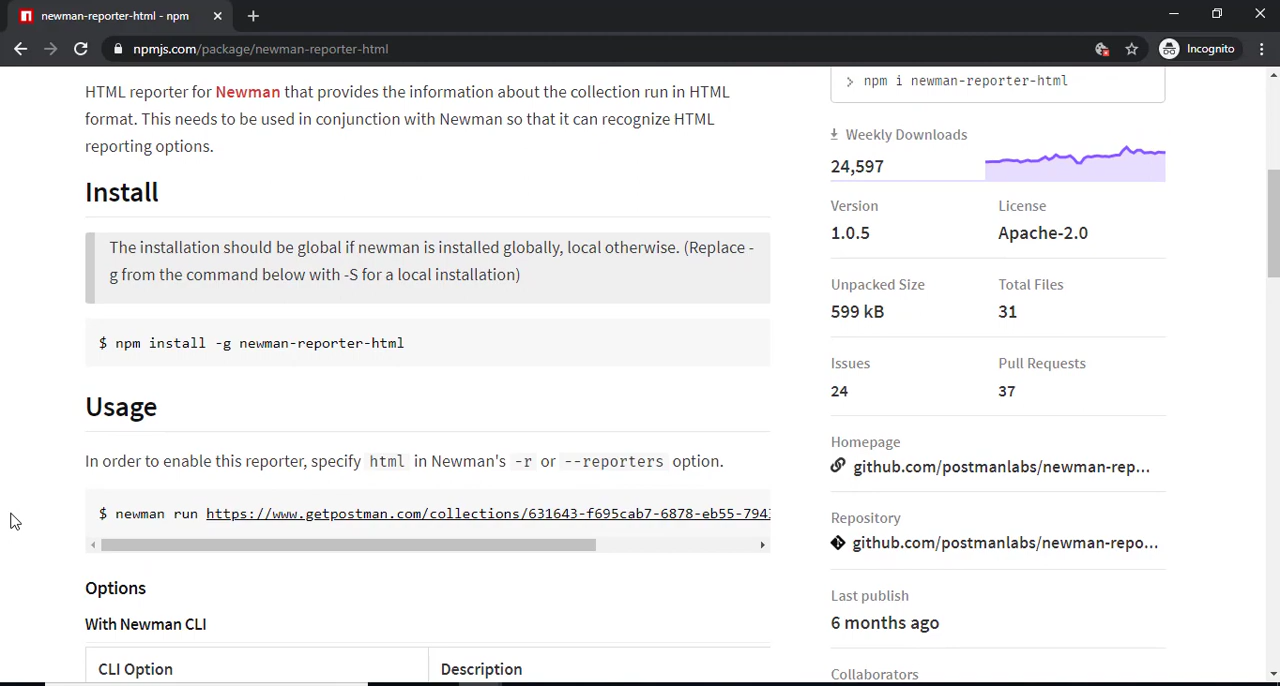 newman-reporter-html - npm
npmjs.com/package/newman-reporter-html
Incognito
HTML reporter for Newman that provides the information about the collection run in HTML
format. This needs to be used in conjunction with Newman so that it can recognize HTML
reporting options.
Install
The installation should be global if newman is installed globally, local otherwise. (Replace -
g from the command below with -S for a local installation)
$ npm install -g newman-reporter-html
Usage
In order to enable this reporter, specify html in Newman's -r or --reporters option.
$ newman run https://www.getpostman.com/collections/631643-f695cab7-6878-eb55-7943
Options
With Newman CLI
CLI Option
Description
> npm i newman-reporter-html
Weekly Downloads
24,597
Version
License
1.0.5
Apache-2.0
Unpacked Size
Total Files
599 kB
31
Issues
Pull Requests
24
37
Homepage
github.com/postmanlabs/newman-rep...
Repository
github.com/postmanlabs/newman-repo...
Last publish
6 months ago
Collaborators